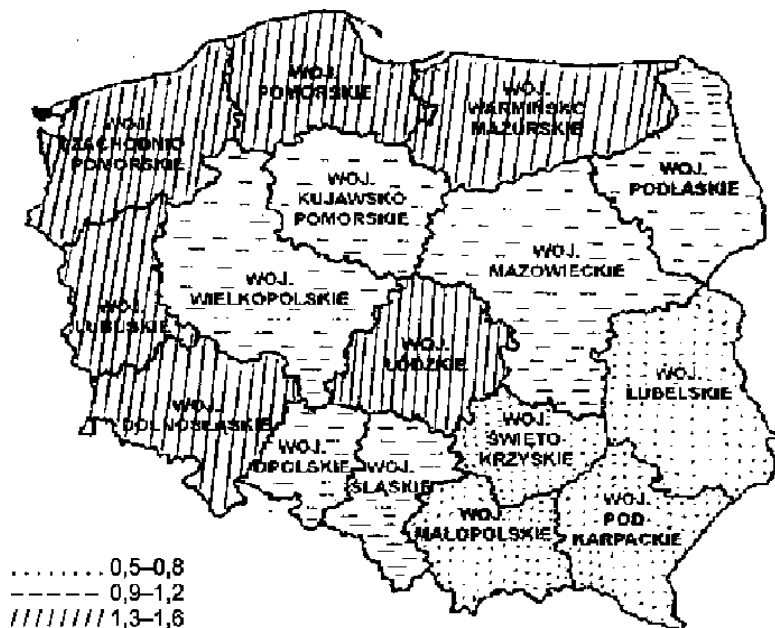 WOJ.
POMORSKIE
WOJ.
WARMIŃSKO
MAZURSKIE
WOJ.
ZACHODNIO
POMORSKIE
WOJ.
PODLASKIE
WOJ.
KUJAWSKO
POMORSKIE
WOJ.
MAZOWIECKIE
WOJ.
WIELKOPOLSKIE
WOJ.
LUBUSKIE
WOJ.
ŁÓDZKIE
WOJ.
LUBELSKIE
WOJ.
DOLNOŚLĄSKIE
WOJ.
ŚWIĘTO
KRZYSKIE
WOJ.
OPOLSKIE
WOJ.
ŚLĄSKIE
WOJ.
MAŁOPOLSKIE
WOJ.
POD
KARPACKIE
0,5–0,8
0,9–1,2
1,3–1,6